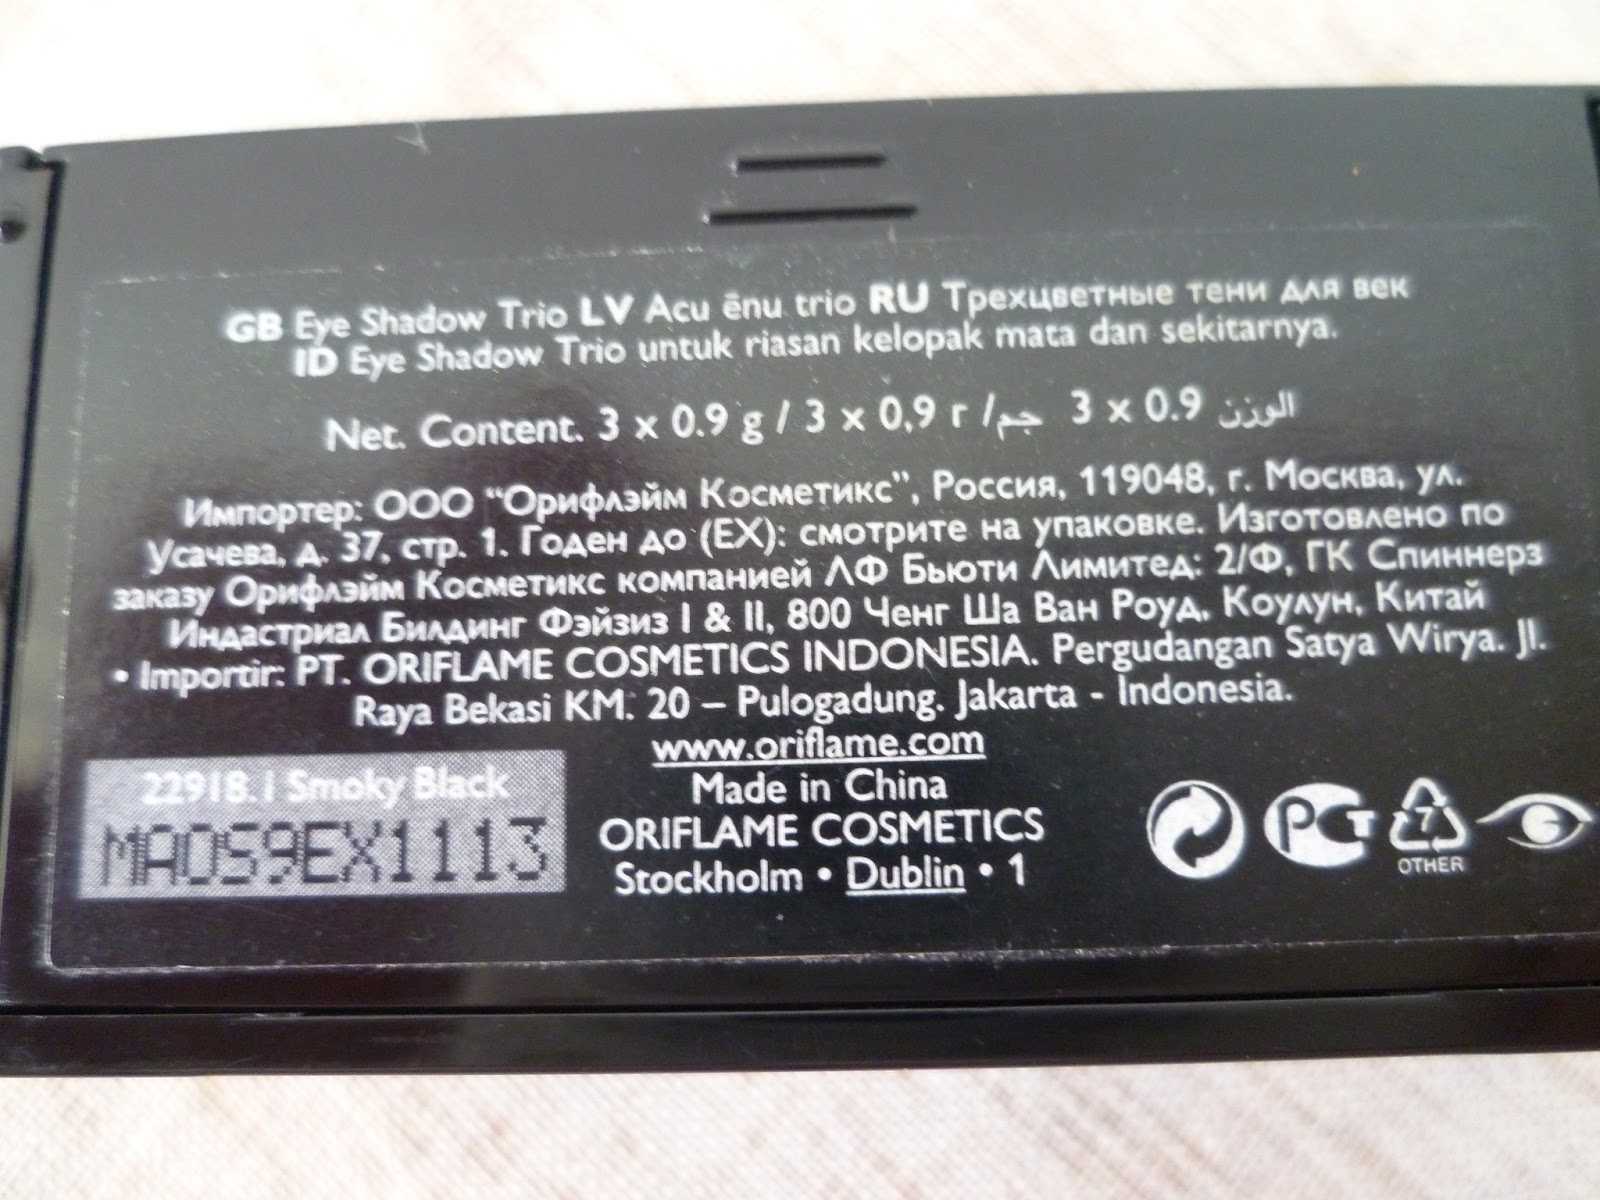 GB Eye Shadow Trio LV Acu ēnu trio RU Трехцветные тени для век
ID Eye Shadow Trio untuk riasan kelopak mata dan sekitarnya.
Net. Content. 3 x 0.9 g / 3 x 0,9 г / جم 3 x 0.9 الوزن
Импортер: ООО "Орифлэйм Косметикс", Россия, 119048, г. Москва, ул.
Усачева, д. 37, стр. 1. Годен до (EX): смотрите на упаковке. Изготовлено по
заказу Орифлэйм Косметикс компанией ЛФ Бьюти Лимитед: 2/Ф, ГК Спиннерз
Индастриал Билдинг Фэйзиз I & II, 800 Ченг Ша Ван Роуд, Коулун, Китай
• Importir: PT. ORIFLAME COSMETICS INDONESIA. Pergudangan Satya Wirya. Jl.
Raya Bekasi KM. 20 – Pulogadung. Jakarta - Indonesia.
www.oriflame.com
22918.1 Smoky Black
MA0S9EX1113
Made in China
ORIFLAME COSMETICS
Stockholm • Dublin • 1
РСТ
7
OTHER